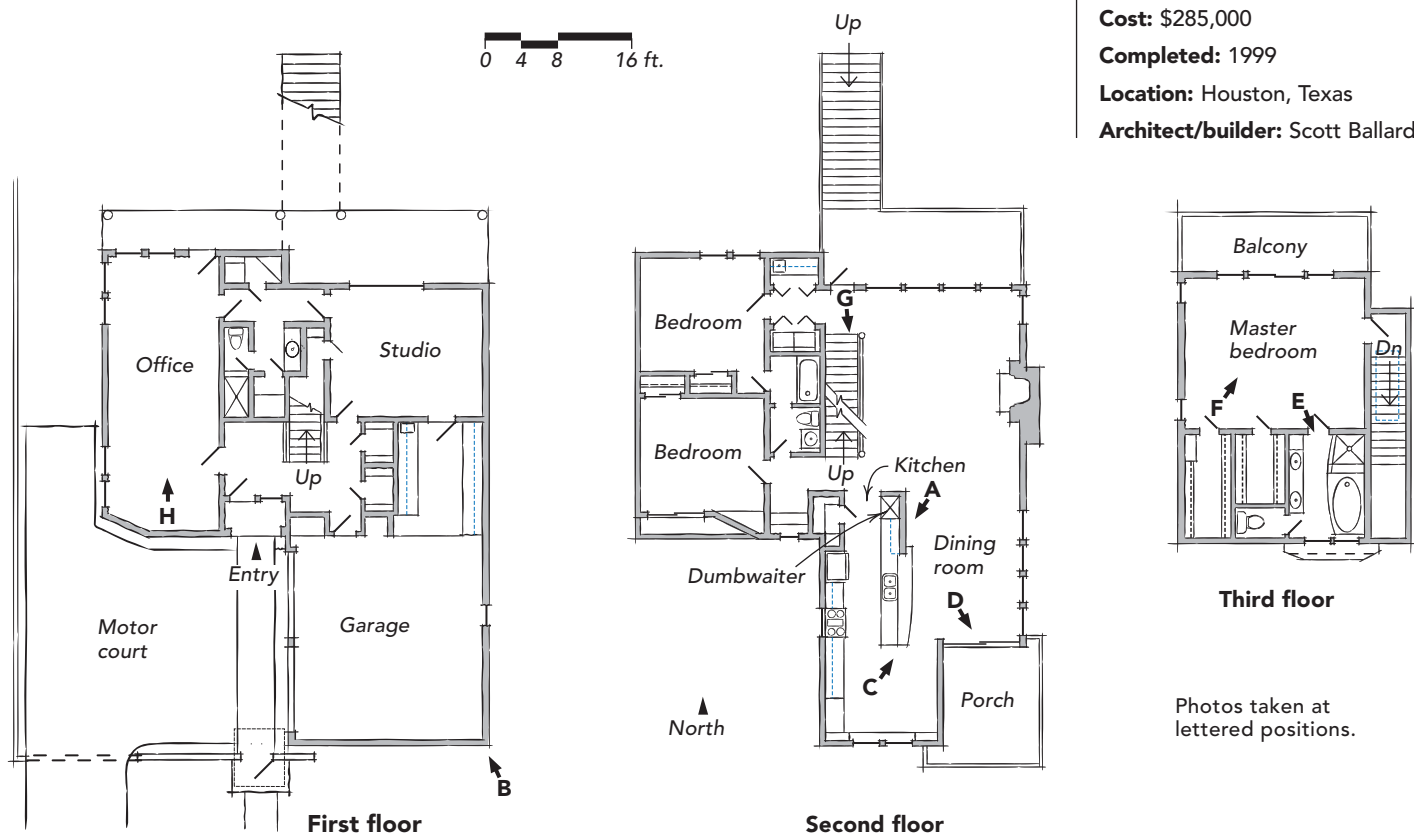 Cost: $285,000
Completed: 1999
Location: Houston, Texas
Architect/builder: Scott Ballard
0 4 8 16 ft.
Office
Studio
Up
H
Entry
Motor
court
Garage
B
First floor
Up
G
Bedroom
Bedroom
Up
Kitchen
A
Dumbwaiter
Dining
room
D
C
Porch
North
Second floor
Balcony
Master
bedroom
Dn
F
E
Third floor
Photos taken at
lettered positions.